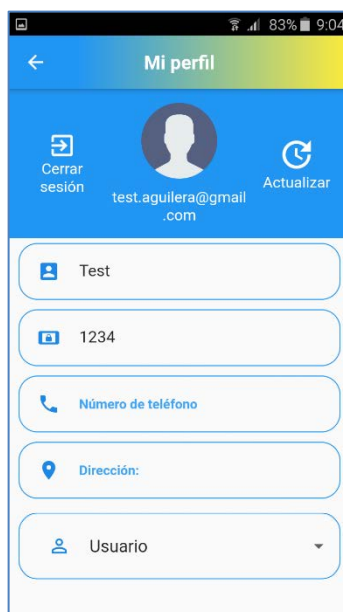 83% 9:04
Mi perfil
Cerrar
sesión
test.aguilera@gmail
.com
Actualizar
Test
1234
Número de teléfono
Dirección:
Usuario